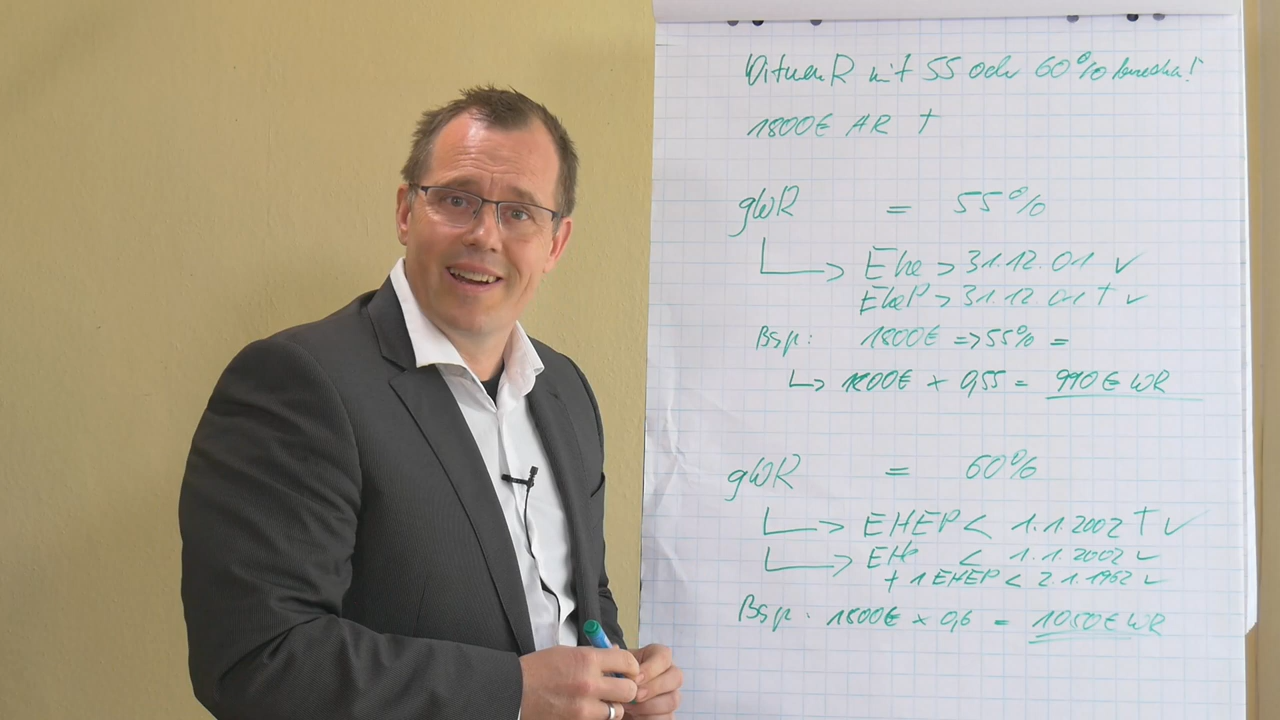 WitwenR mit 55 oder 60% berechnen!
1800€ AR †
gWR = 55%
Ehe > 31.12.01 ✓
EheP > 31.12.01 † ✓
Bsp: 1800€ => 55% =
1800€ x 0,55 = 990€ WR
gWR = 60%
EHEP < 1.1.2002 † ✓
EHe < 1.1.2002 ✓
+ 1 EHEP < 2.1.1962 ✓
Bsp: 1800€ x 0,6 = 1080€ WR